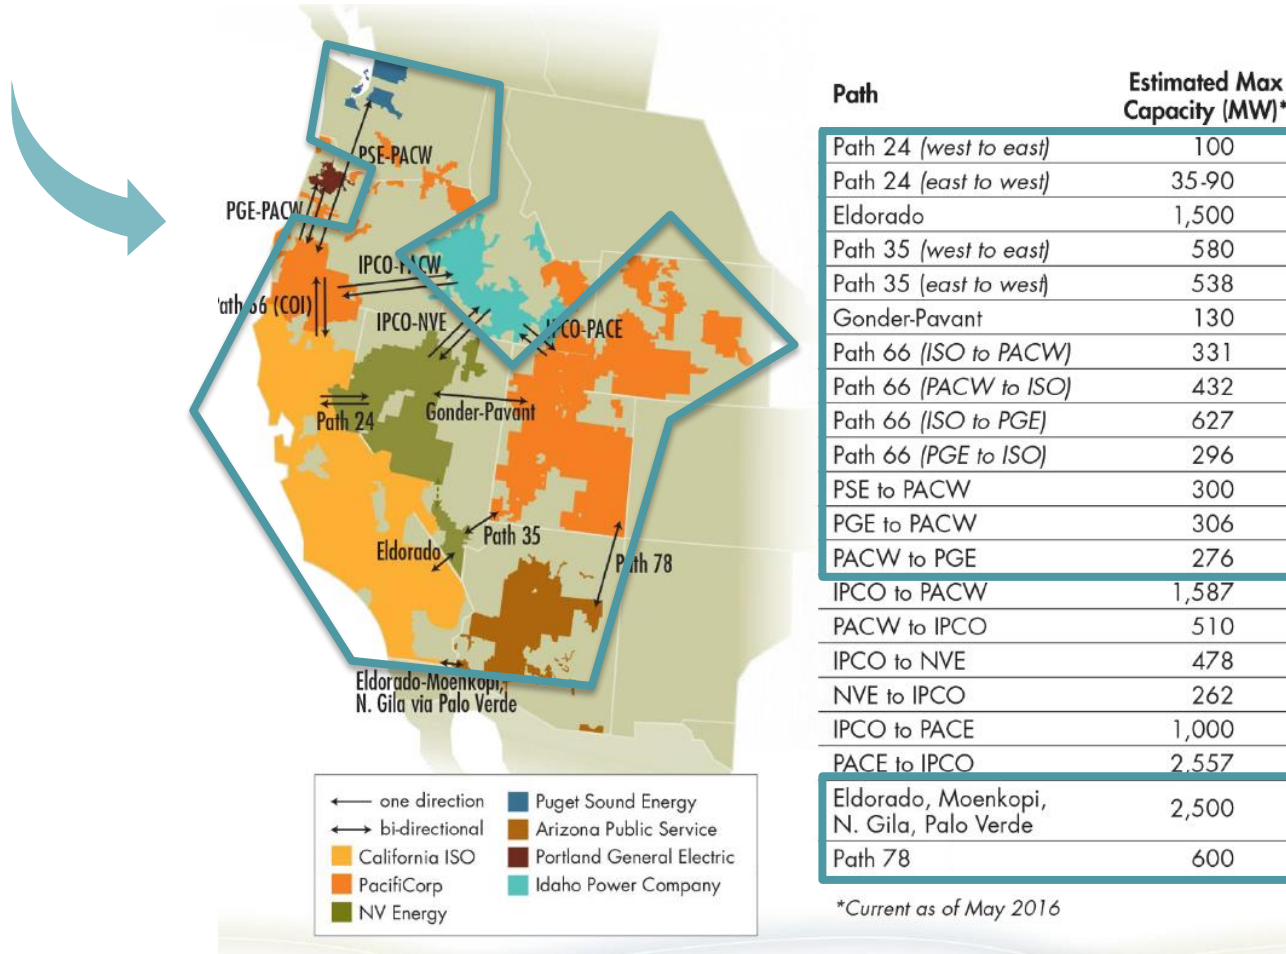 PSE-PACW
PGE-PACW
IPCO-PACW
ath 66 (COI)
IPCO-NVE
IPCO-PACE
Path 24
Gonder-Pavant
Path 35
Eldorado
Path 78
Eldorado-Moenkopi,
N. Gila via Palo Verde
one direction
bi-directional
California ISO
PacifiCorp
NV Energy
Puget Sound Energy
Arizona Public Service
Portland General Electric
Idaho Power Company
Path Estimated Max
Capacity (MW)*
Path 24 (west to east) 100
Path 24 (east to west) 35-90
Eldorado 1,500
Path 35 (west to east) 580
Path 35 (east to west) 538
Gonder-Pavant 130
Path 66 (ISO to PACW) 331
Path 66 (PACW to ISO) 432
Path 66 (ISO to PGE) 627
Path 66 (PGE to ISO) 296
PSE to PACW 300
PGE to PACW 306
PACW to PGE 276
IPCO to PACW 1,587
PACW to IPCO 510
IPCO to NVE 478
NVE to IPCO 262
IPCO to PACE 1,000
PACE to IPCO 2,557
Eldorado, Moenkopi,
N. Gila, Palo Verde 2,500
Path 78 600
*Current as of May 2016